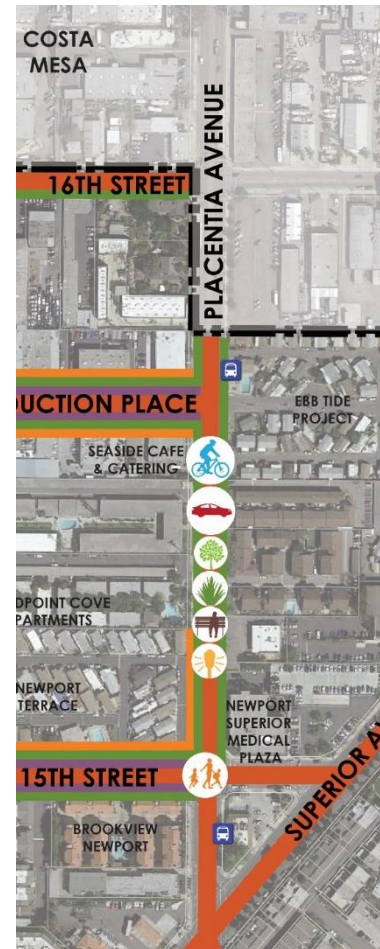 COSTA
MESA
PLACENTIA AVENUE
16TH STREET
DUCTION PLACE
EBB TIDE
PROJECT
SEASIDE CAFE
& CATERING
DPOINT COVE
PARTMENTS
NEWPORT
TERRACE
NEWPORT
SUPERIOR
MEDICAL
PLAZA
15TH STREET
SUPERIOR A
BROOKVIEW
NEWPORT